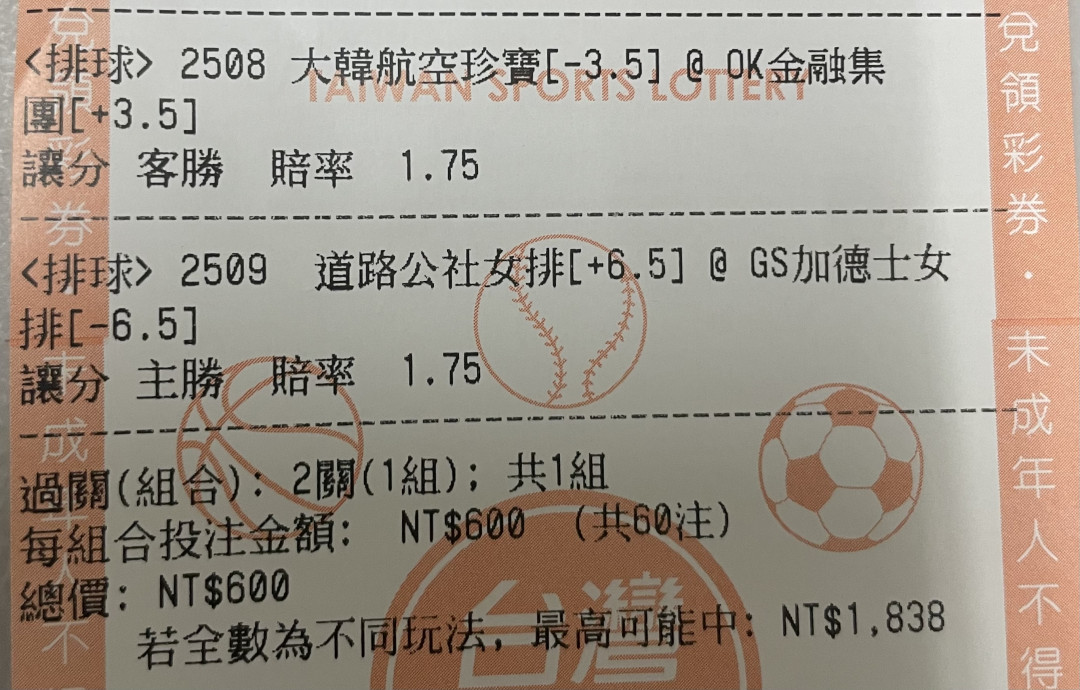 <排球> 2508 大韓航空珍寶[-3.5] @ OK金融集
團[+3.5]
TAIWAN SPORTS LOTTERY
讓分 客勝 賠率 1.75
<排球> 2509 道路公社女排[+6.5] @ GS加德士女
排[-6.5]
讓分 主勝 賠率 1.75
過關(組合): 2關(1組); 共1組
每組合投注金額: NT$600 (共60注)
總價: NT$600
若全數為不同玩法, 最高可能中: NT$1,838
台灣
兌領彩券・未成年人不得
券
未成年人不